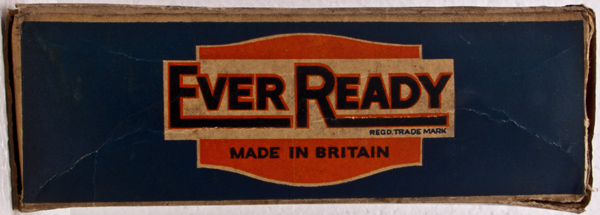 EVER READY
REGD. TRADE MARK
MADE IN BRITAIN